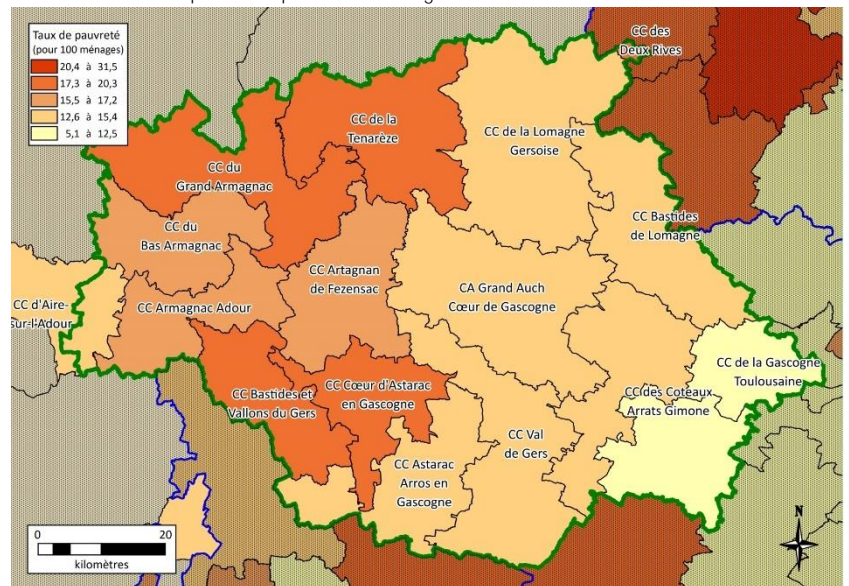 Taux de pauvreté
(pour 100 ménages)
20,4 à 31,5
17,3 à 20,3
15,5 à 17,2
12,6 à 15,4
5,1 à 12,5
CC des
Deux Rives
CC de la
Tenarèze
CC de la Lomagne
Gersoise
CC du
Grand Armagnac
CC Bastides
de Lomagne
CC du
Bas Armagnac
CC Artagnan
de Fezensac
CA Grand Auch
Cœur de Gascogne
CC d'Aire-
sur-l'Adour
CC Armagnac Adour
CC de la Gascogne
Toulousaine
CC Bastides et
Vallons du Gers
CC Cœur d'Astarac
en Gascogne
CC des Coteaux
Arrats Gimone
CC Val
de Gers
CC Astarac
Arros en
Gascogne
N
0 20
kilomètres